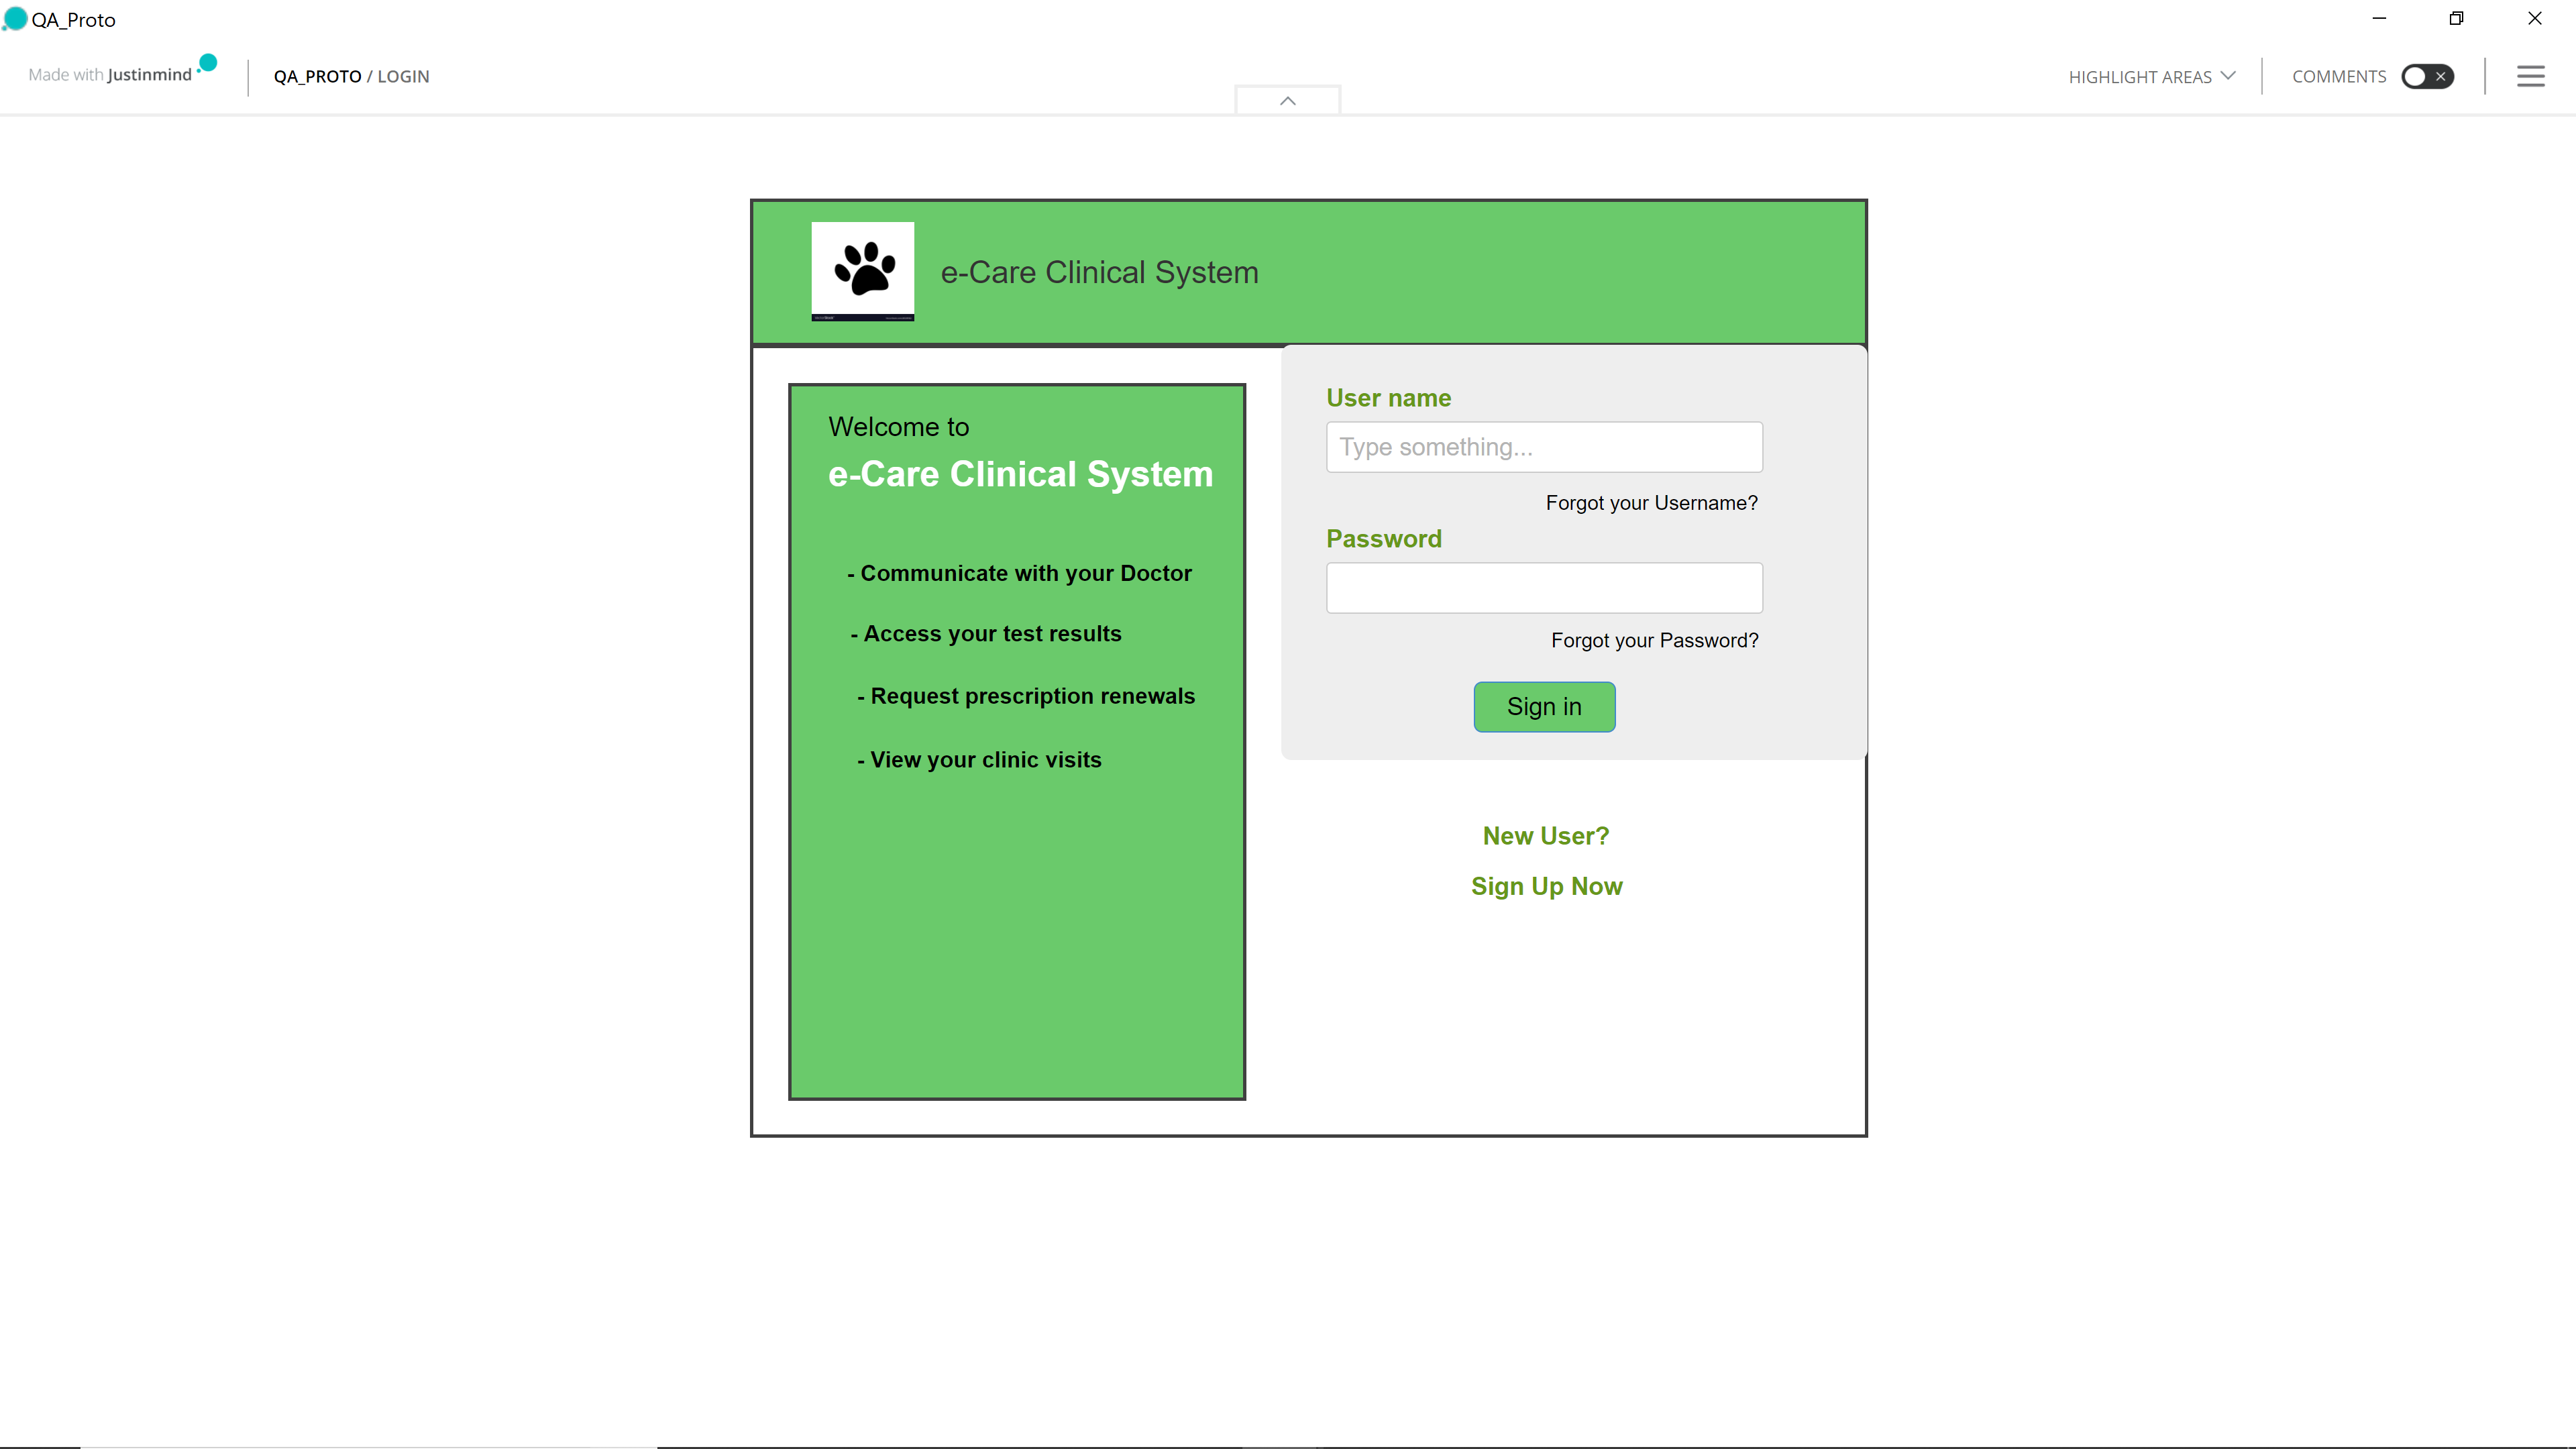 QA_Proto
Made with Justinmind
QA_PROTO / LOGIN
HIGHLIGHT AREAS
COMMENTS
e-Care Clinical System
Welcome to
e-Care Clinical System
- Communicate with your Doctor
- Access your test results
- Request prescription renewals
- View your clinic visits
User name
Type something...
Forgot your Username?
Password
Forgot your Password?
Sign in
New User?
Sign Up Now